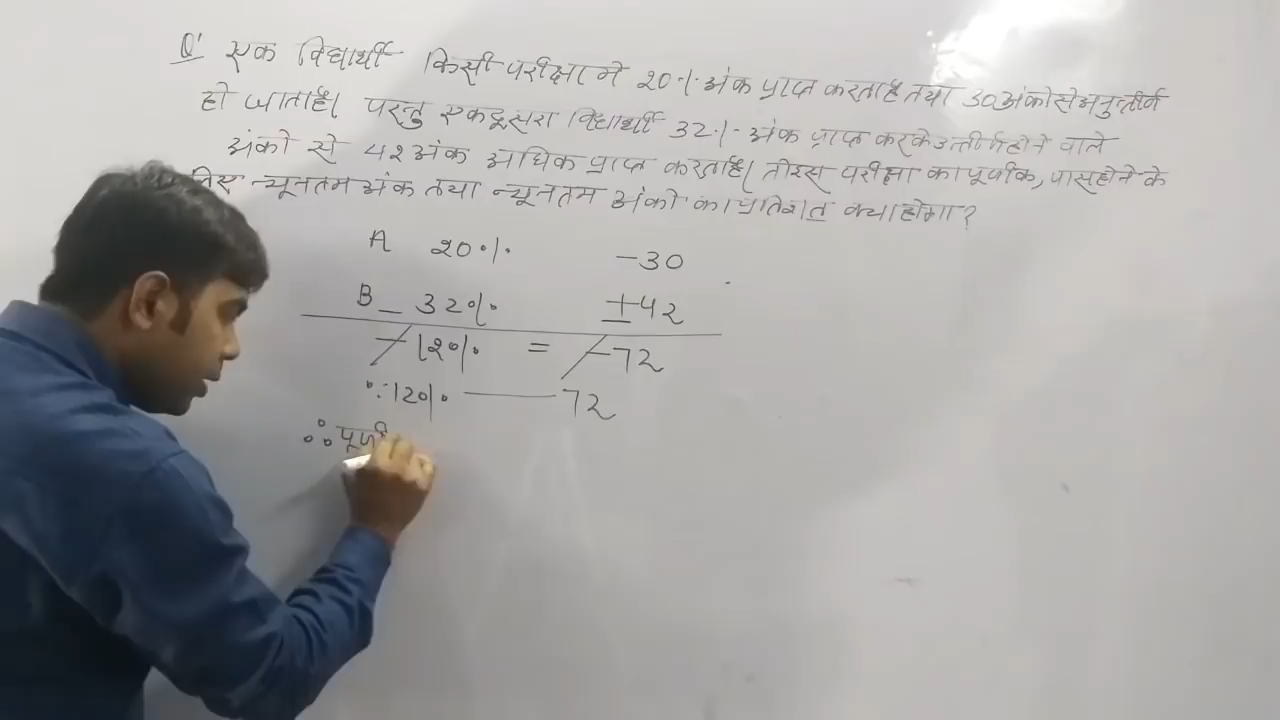 Q' एक विद्यार्थी किसी परीक्षा मे 20% अंक प्राप्त करता है तथा 30 अंको से अनुत्तीर्ण
हो जाता है। परन्तु एक दूसरा विद्यार्थी 32% अंक प्राप्त करके उत्तीर्ण होने वाले
अंको से 42 अंक अधिक प्राप्त करता है। तो इस परीक्षा का पूर्णांक, पास होने के
न्यूनतम अंक तथा न्यूनतम अंको का प्रतिशत क्या होगा?
A 20% -30
B - 32% ±42
-12% = -72
∵ 12% — 72
∴ पूर्ण